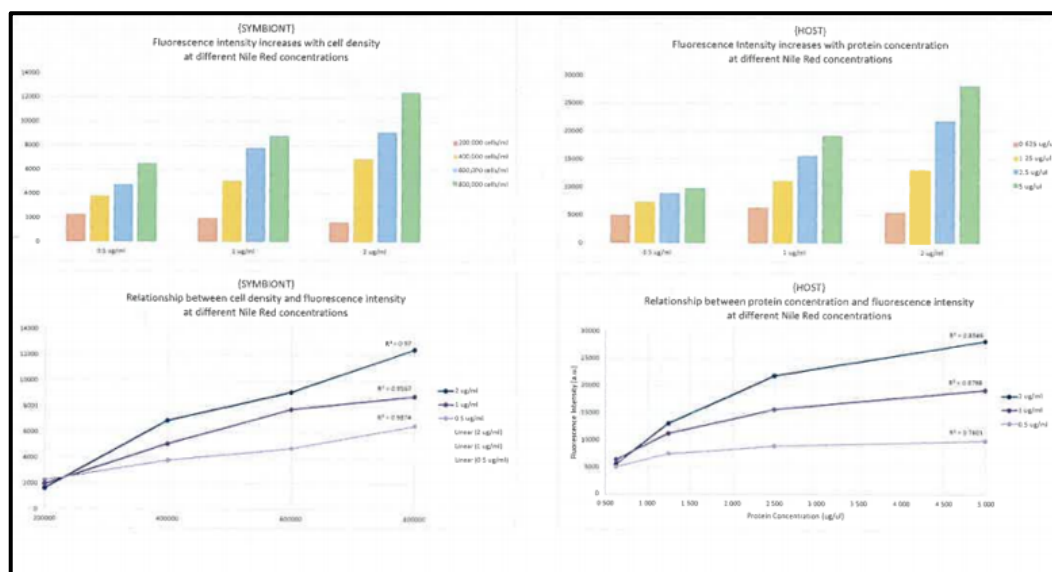 (SYMBIONT)
Fluorescence intensity increases with cell density
at different Nile Red concentrations
14000
12000
10000
8000
6000
4000
2000
0
0.5 ug/ml
1 ug/ml
2 ug/ml
200,000 cells/ml
400,000 cells/ml
600,000 cells/ml
800,000 cells/ml
(HOST)
Fluorescence Intensity increases with protein concentration
at different Nile Red concentrations
30000
25000
20000
15000
10000
5000
0
0.5 ug/ml
1 ug/ml
2 ug/ml
0 625 ug/ul
1 25 ug/ul
2.5 ug/ul
5 ug/ul
(SYMBIONT)
Relationship between cell density and fluorescence intensity
at different Nile Red concentrations
14000
12000
10000
8000
6000
4000
2000
0
200000
400000
600000
800000
R² = 0.97
R² = 0.9167
R² = 0.9874
2 ug/ml
1 ug/ml
0 5 ug/ml
Linear (2 ug/ml)
Linear (1 ug/ml)
Linear (0 5 ug/ml)
(HOST)
Relationship between protein concentration and fluorescence intensity
at different Nile Red concentrations
Fluorescence Intensity [a.u.]
30000
25000
20000
15000
10000
5000
0
0 500
1 000
1 500
2 000
2 500
3 000
3 500
4 000
4 500
5 000
Protein Concentration (ug/ul)
R² = 0.8798
R² = 0.7403
2 ug/ml
1 ug/ml
0.5 ug/ml